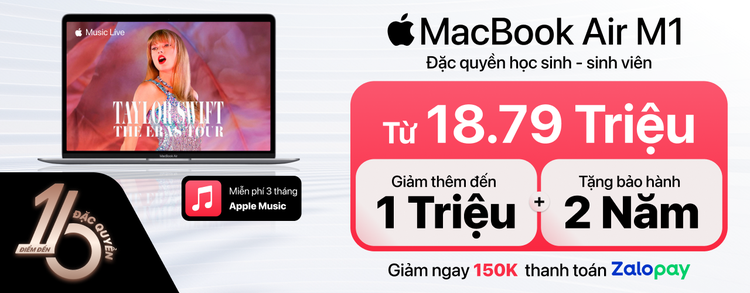 Music Live
TAYLOR SWIFT
THE ERAS TOUR
MacBook Air
Miễn phí 3 tháng
Apple Music
16
ĐIỂM ĐẾN
ĐẶC QUYỀN
MacBook Air M1
Đặc quyền học sinh - sinh viên
Từ 18.79 Triệu
Giảm thêm đến
1 Triệu
+
Tặng bảo hành
2 Năm
Giảm ngay 150K thanh toán Zalopay